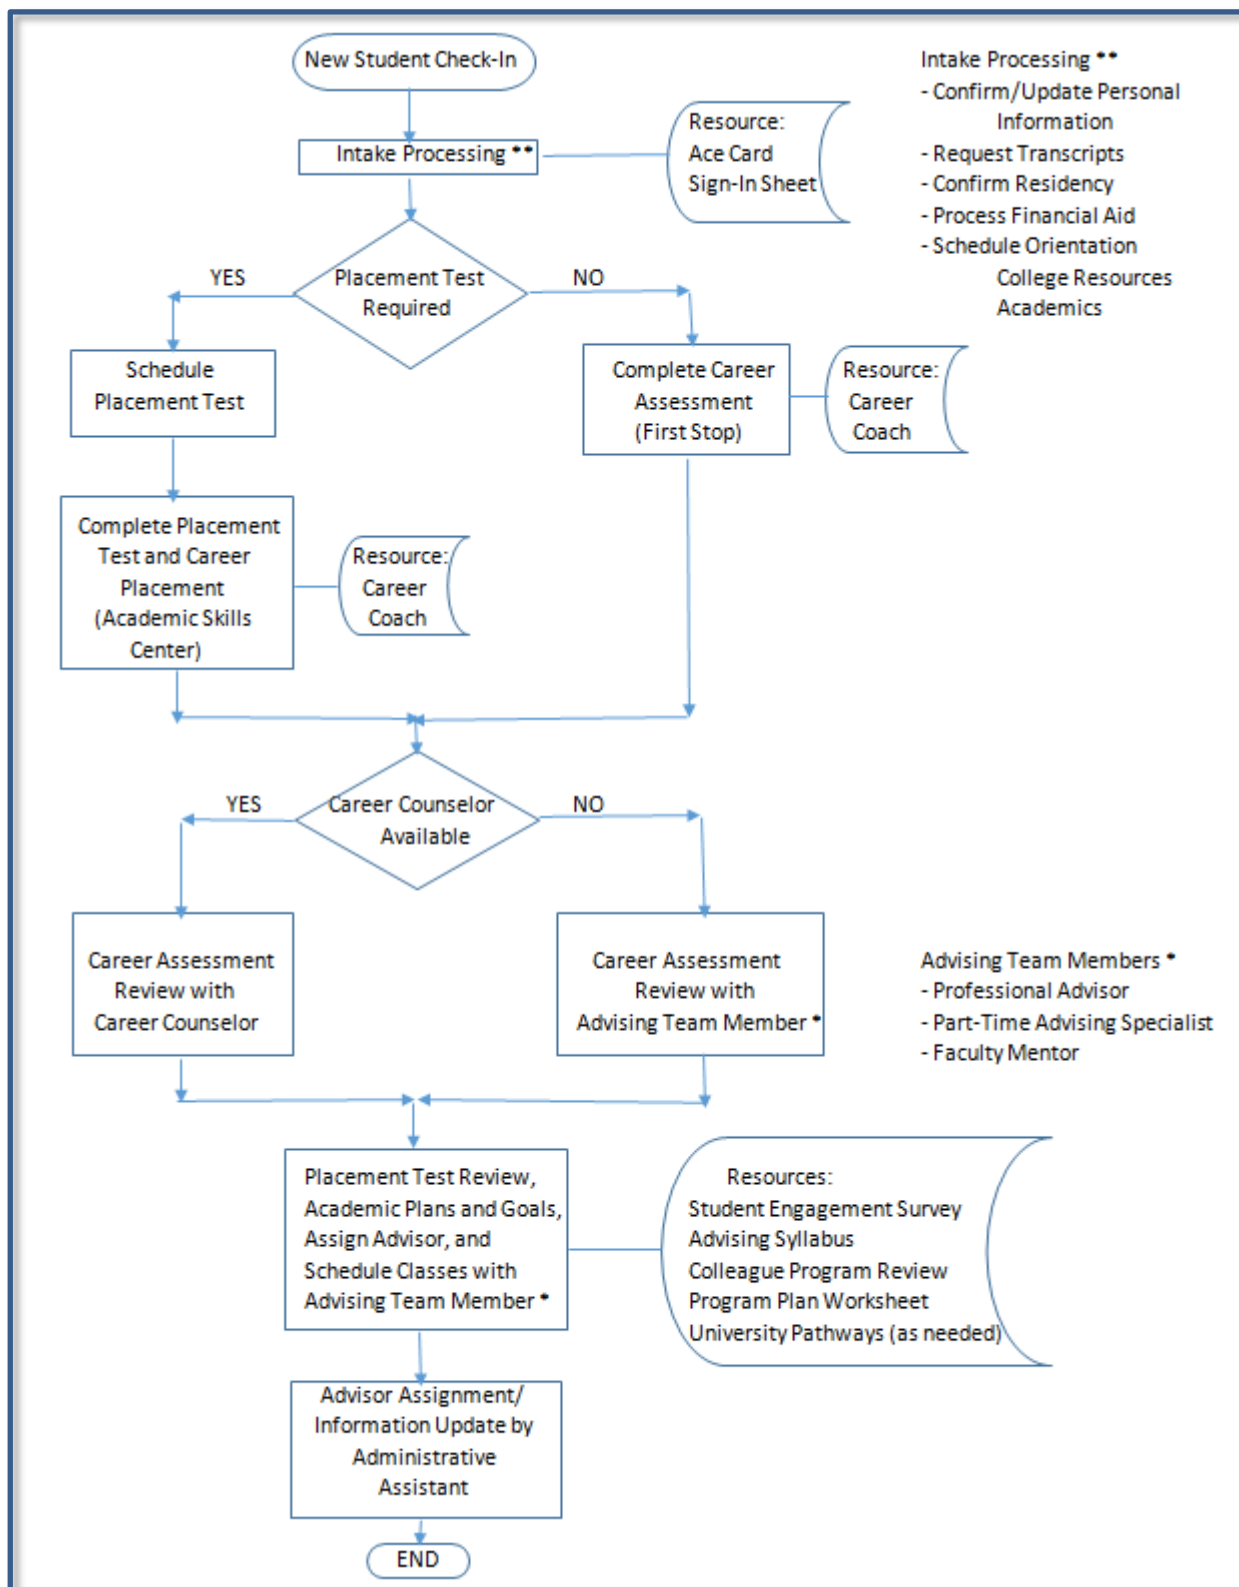 New Student Check-In
Intake Processing **
- Confirm/Update Personal
Information
- Request Transcripts
- Confirm Residency
- Process Financial Aid
- Schedule Orientation
College Resources
Academics
Intake Processing **
Resource:
Ace Card
Sign-In Sheet
Placement Test
Required
YES
NO
Schedule
Placement Test
Complete Career
Assessment
(First Stop)
Resource:
Career
Coach
Complete Placement
Test and Career
Placement
(Academic Skills
Center)
Resource:
Career
Coach
Career Counselor
Available
YES
NO
Career Assessment
Review with
Career Counselor
Career Assessment
Review with
Advising Team Member *
Advising Team Members *
- Professional Advisor
- Part-Time Advising Specialist
- Faculty Mentor
Placement Test Review,
Academic Plans and Goals,
Assign Advisor, and
Schedule Classes with
Advising Team Member *
Resources:
Student Engagement Survey
Advising Syllabus
Colleague Program Review
Program Plan Worksheet
University Pathways (as needed)
Advisor Assignment/
Information Update by
Administrative
Assistant
END